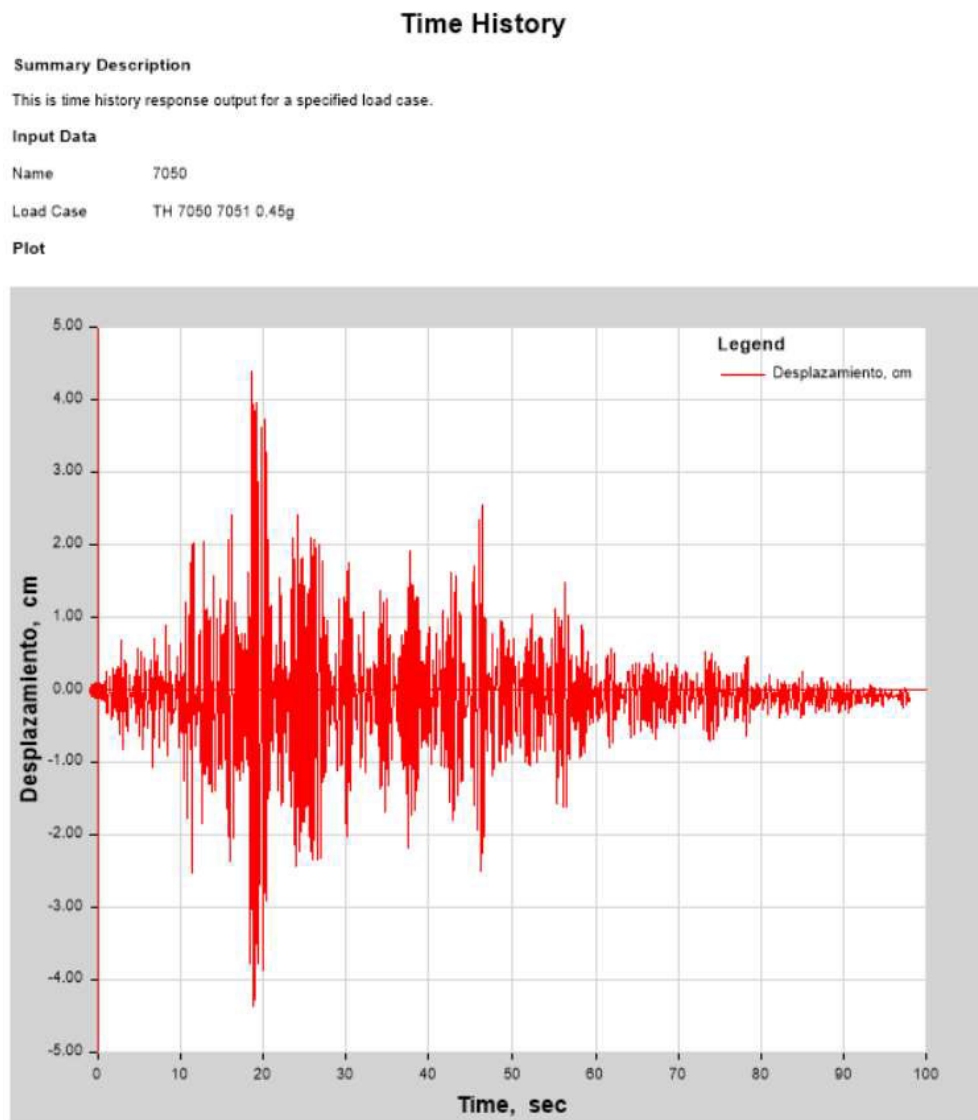 Time History
Summary Description
This is time history response output for a specified load case.
Input Data
Name 7050
Load Case TH 7050 7051 0.45g
Plot
Legend
Desplazamiento, cm
5.00
4.00
3.00
2.00
1.00
0.00
-1.00
-2.00
-3.00
-4.00
-5.00
Desplazamiento, cm
0 10 20 30 40 50 60 70 80 90 100
Time, sec